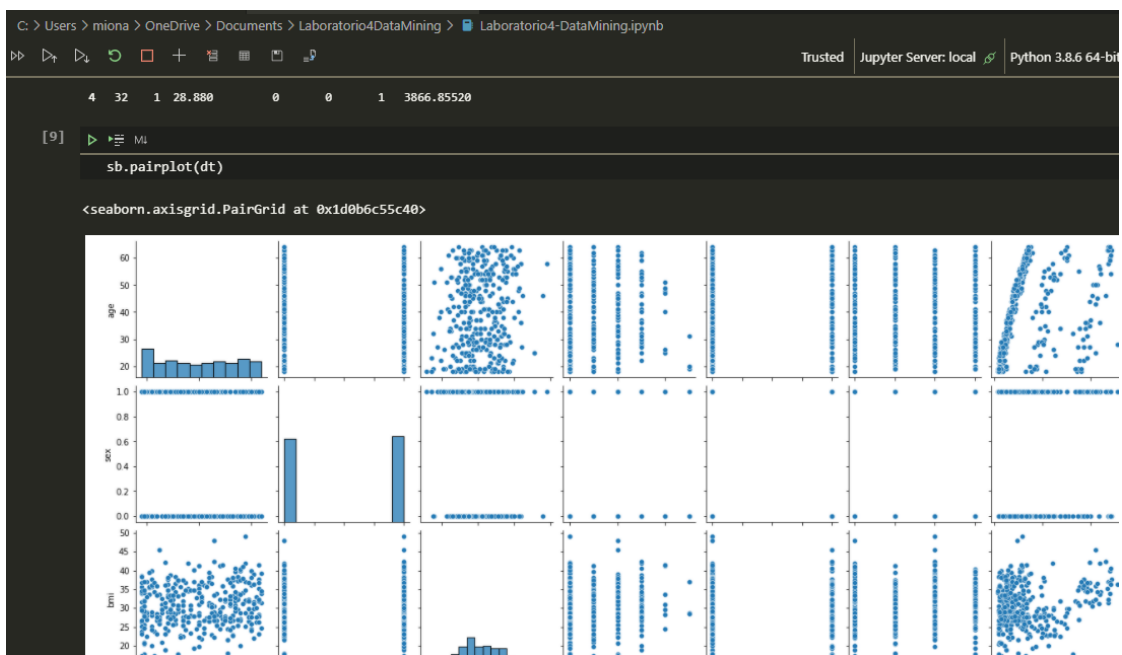 C: > Users > miona > OneDrive > Documents > Laboratorio4DataMining > Laboratorio4-DataMining.ipynb
Trusted Jupyter Server: local Python 3.8.6 64-bit
4 32 1 28.880 0 0 1 3866.85520
[9] M↓
sb.pairplot(dt)
<seaborn.axisgrid.PairGrid at 0x1d0b6c55c40>
60
50
age
40
30
20
1.0
0.8
0.6
sex
0.4
0.2
0.0
50
45
40
35
bmi
30
25
20